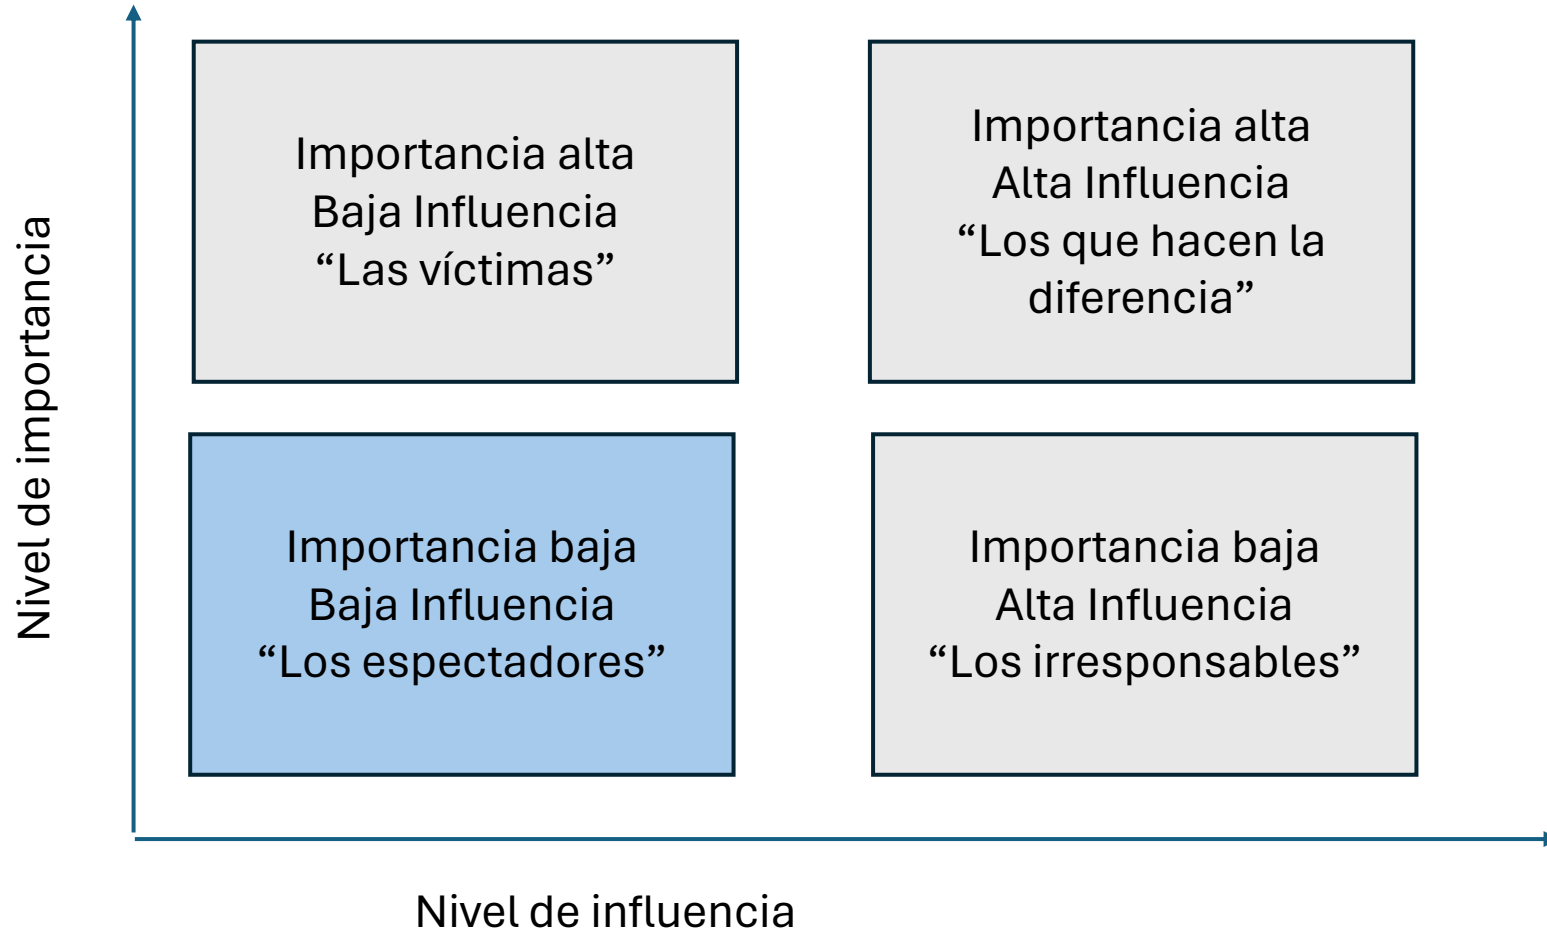 Nivel de importancia
Importancia alta
Baja Influencia
“Las víctimas”
Importancia alta
Alta Influencia
“Los que hacen la
diferencia”
Importancia baja
Baja Influencia
“Los espectadores”
Importancia baja
Alta Influencia
“Los irresponsables”
Nivel de influencia